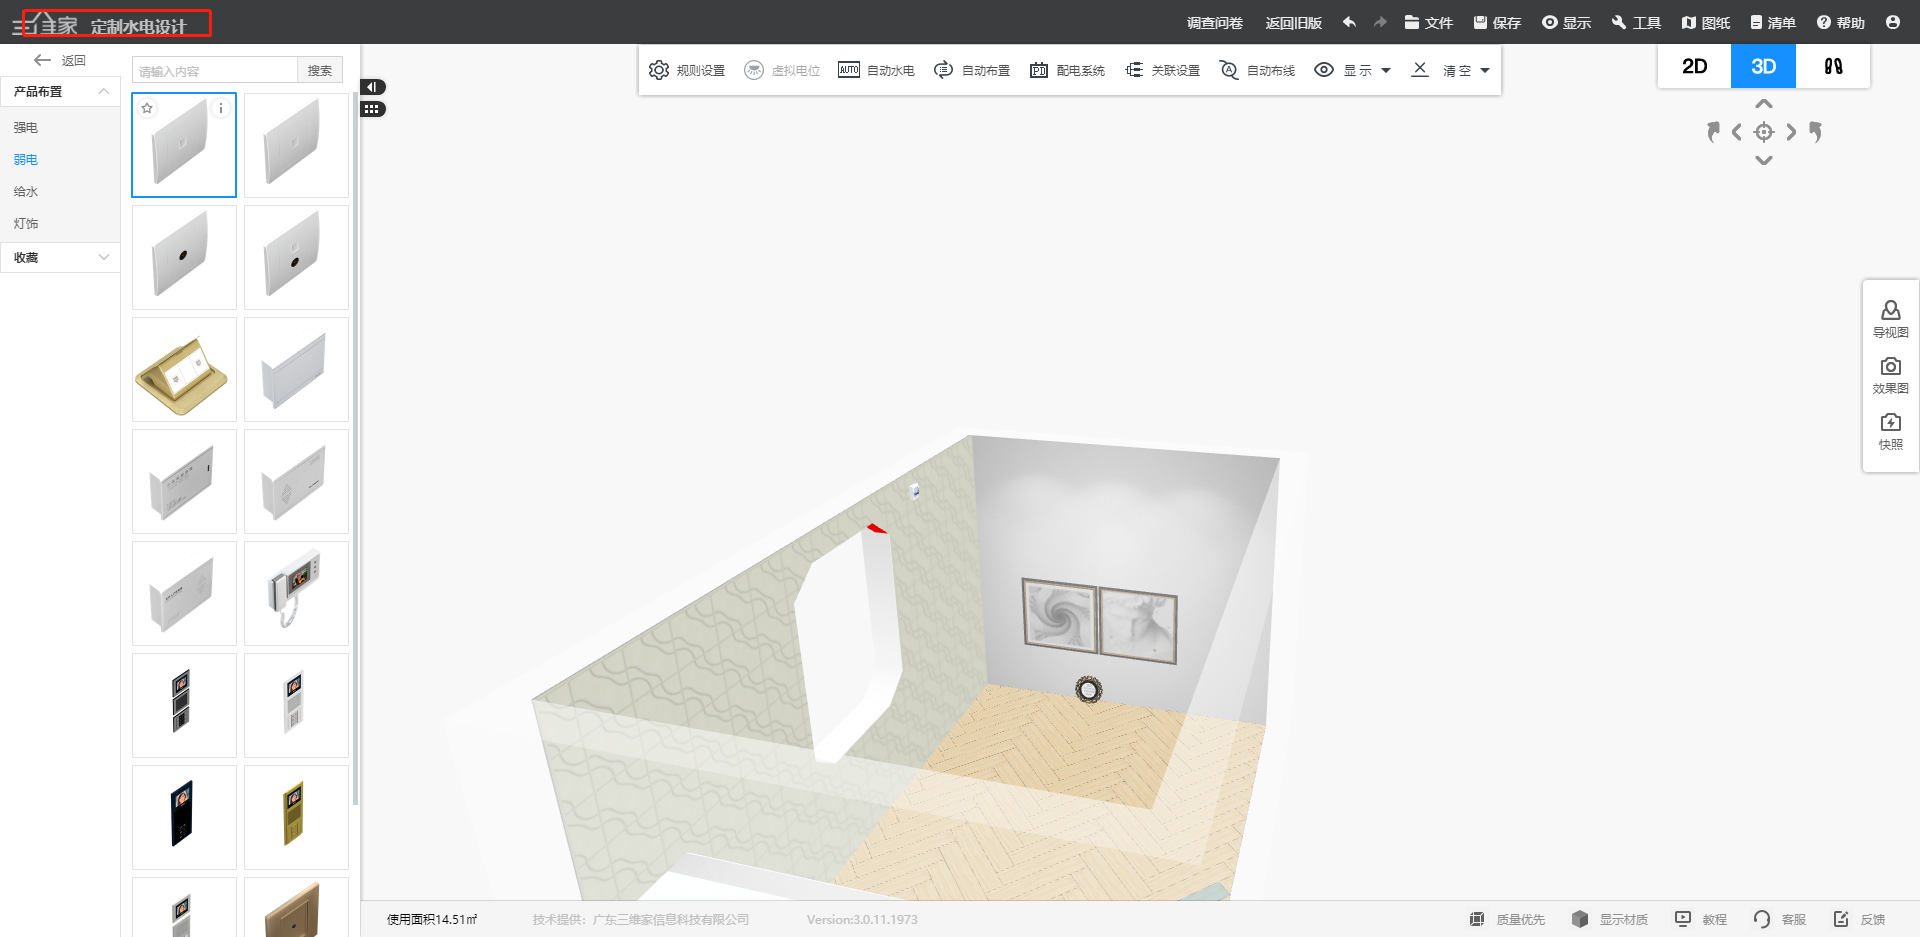 三维家 定制水电设计
调查问卷 返回旧版 文件 保存 显示 工具 图纸 清单 帮助
返回
请输入内容 搜索
产品布置
强电
弱电
给水
灯饰
收藏
规则设置 虚拟电位 AUTO 自动水电 自动布置 PD 配电系统 关联设置 自动布线 显示 清空
2D 3D
导视图
效果图
快照
使用面积14.51㎡ 技术提供：广东三维家信息科技有限公司 Version:3.0.11.1973
质量优先 显示材质 教程 客服 反馈